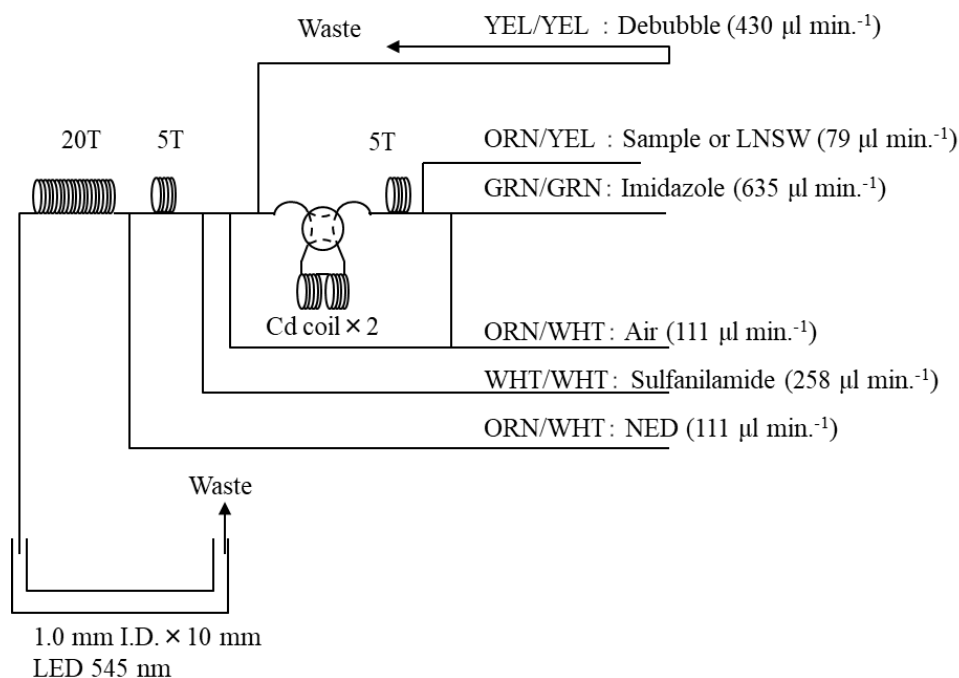 Waste
YEL/YEL : Debubble (430 µl min.-1)
20T
5T
5T
ORN/YEL : Sample or LNSW (79 µl min.-1)
GRN/GRN: Imidazole (635 µl min.-1)
Cd coil × 2
ORN/WHT: Air (111 µl min.-1)
WHT/WHT: Sulfanilamide (258 µl min.-1)
ORN/WHT: NED (111 µl min.-1)
Waste
1.0 mm I.D. × 10 mm
LED 545 nm